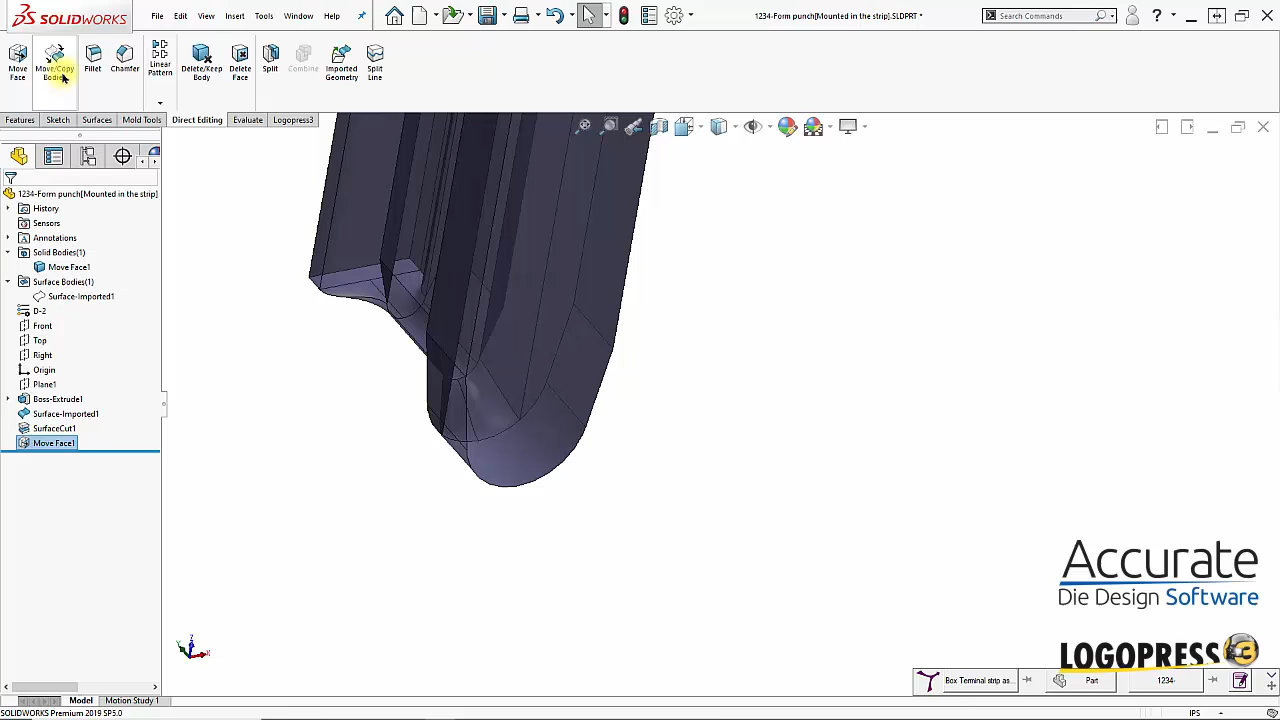 SOLIDWORKS
File Edit View Insert Tools Window Help
1234-Form punch[Mounted in the strip].SLDPRT *
Search Commands
Move Face
Move/Copy Bodies
Fillet
Chamfer
Linear Pattern
Delete/Keep Body
Delete Face
Split
Combine
Imported Geometry
Split Line
Features Sketch Surfaces Mold Tools Direct Editing Evaluate Logopress3
1234-Form punch[Mounted in the strip]
History
Sensors
Annotations
Solid Bodies(1)
Move Face1
Surface Bodies(1)
Surface-Imported1
D-2
Front
Top
Right
Origin
Plane1
Boss-Extrude1
Surface-Imported1
SurfaceCut1
Move Face1
Accurate
Die Design Software
LOGOPRESS3
Box Terminal strip as...
Part
1234-
Z
Y
X
Model Motion Study 1
SOLIDWORKS Premium 2019 SP5.0
IPS